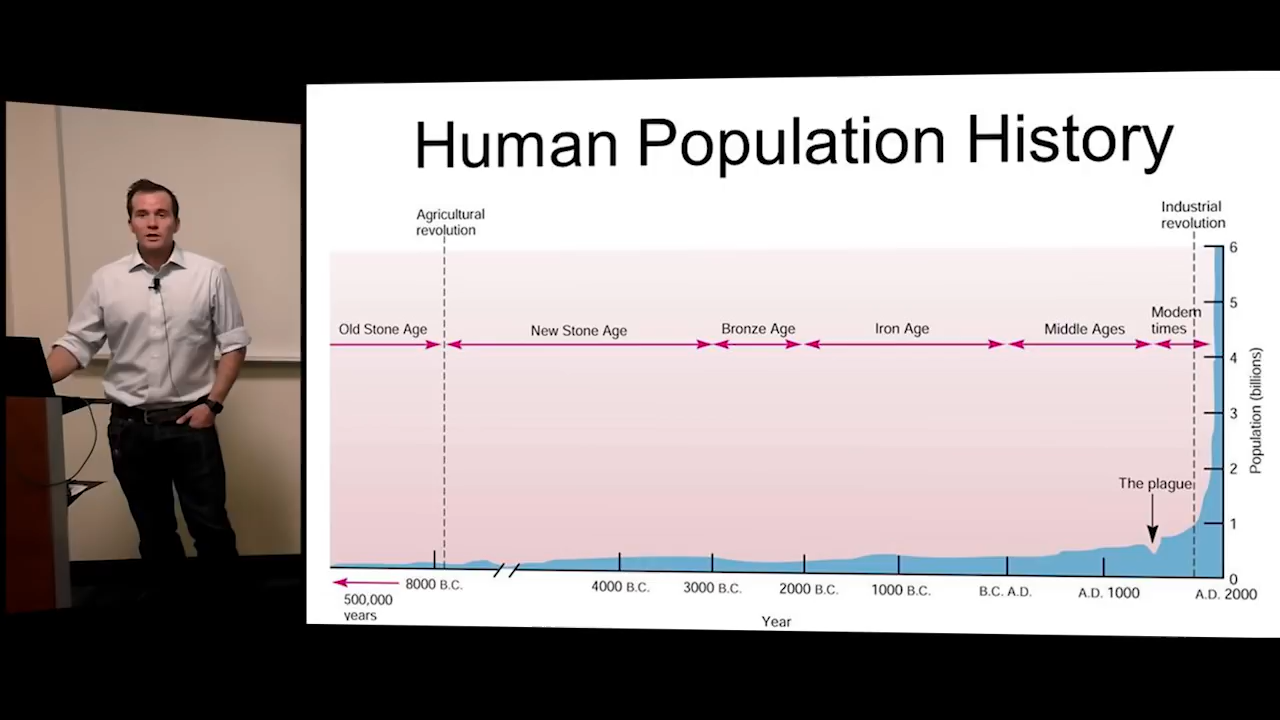 Human Population History
Agricultural
revolution
Industrial
revolution
6
5
Old Stone Age
New Stone Age
Bronze Age
Iron Age
Middle Ages
Modern
times
4
3
2
The plague
1
0
Population (billions)
8000 B.C.
4000 B.C.
3000 B.C.
2000 B.C.
1000 B.C.
B.C. A.D.
A.D. 1000
A.D. 2000
500,000
years
Year